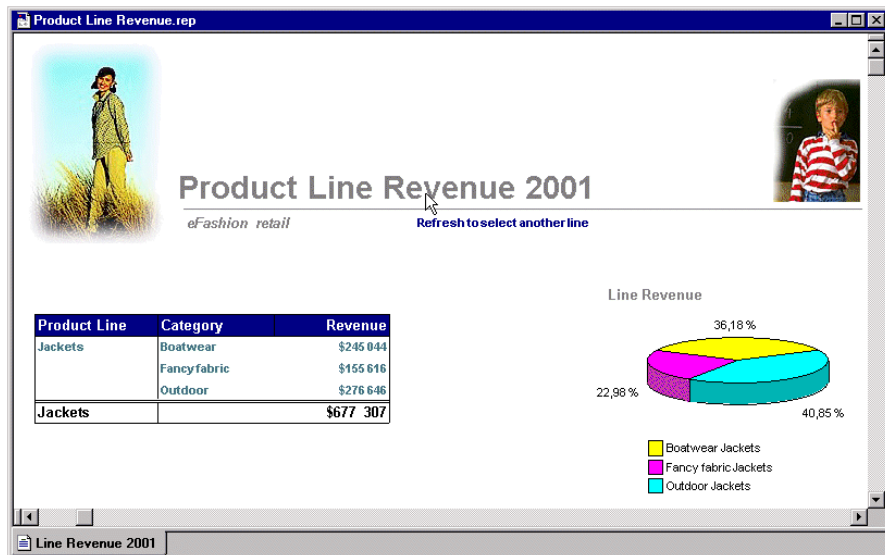 Product Line Revenue.rep
Product Line Revenue 2001
eFashion retail
Refresh to select another line
Line Revenue
Product Line Category Revenue
Jackets Boatwear $245 044
Fancy fabric $155 616
Outdoor $276 646
Jackets $677 307
36,18 %
22,98 %
40,85 %
Boatwear Jackets
Fancy fabric Jackets
Outdoor Jackets
Line Revenue 2001